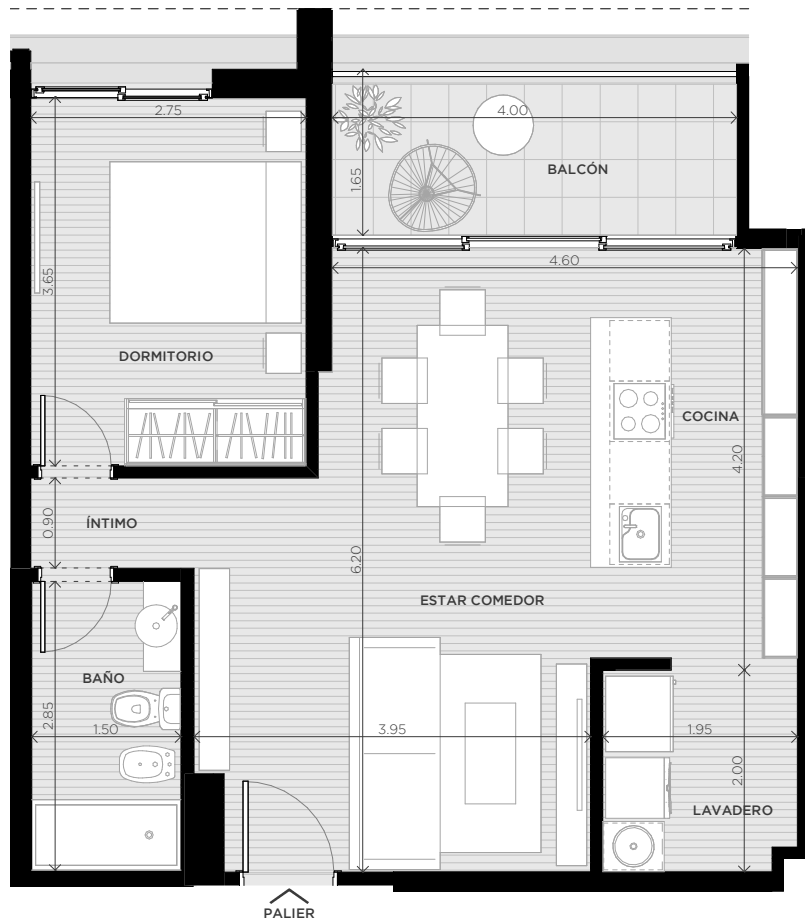 2.75
4.00
BALCÓN
1.65
4.60
3.65
DORMITORIO
COCINA
4.20
0.90
ÍNTIMO
6.20
ESTAR COMEDOR
BAÑO
2.85
1.50
3.95
1.95
2.00
LAVADERO
PALIER